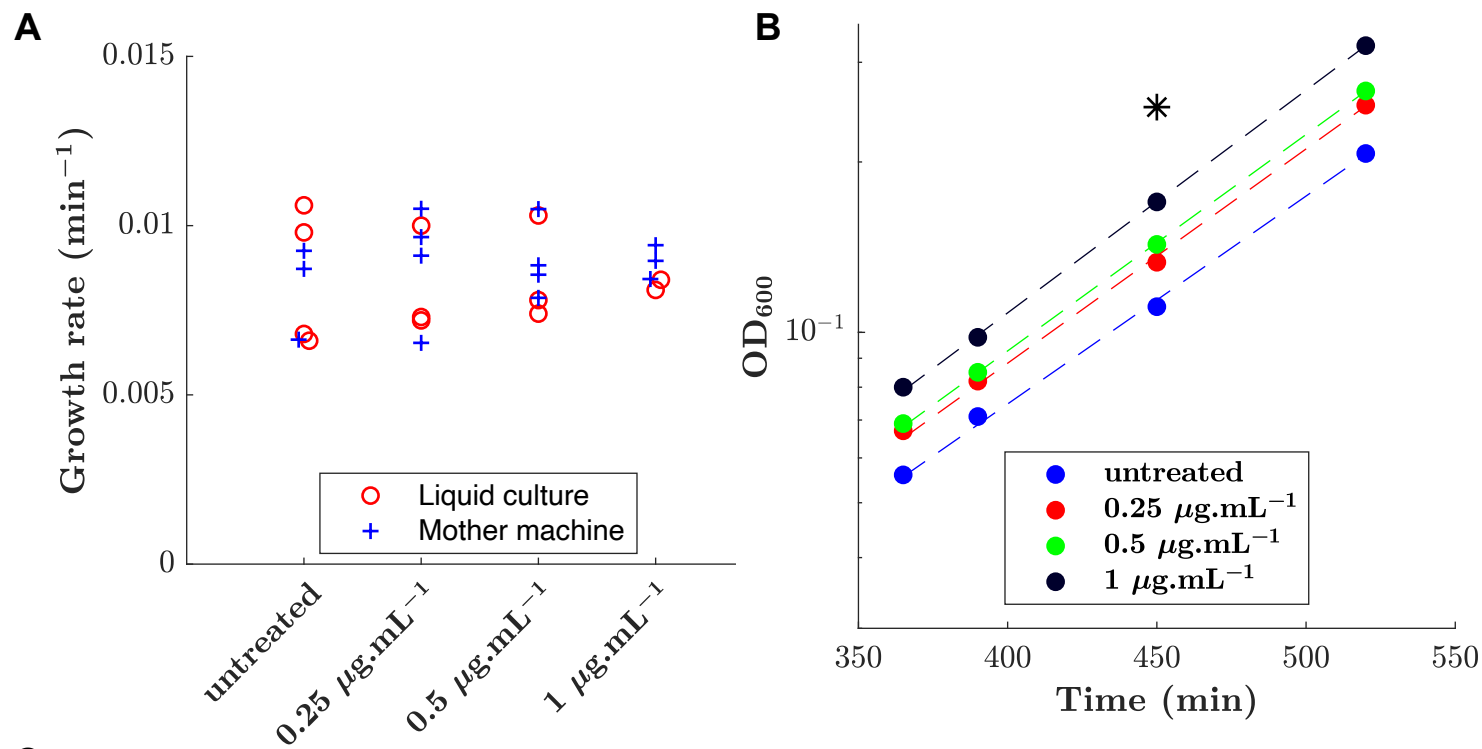 A
0.015
0.01
0.005
0
Growth rate (min⁻¹)
Liquid culture
Mother machine
untreated
0.25 μg.mL⁻¹
0.5 μg.mL⁻¹
1 μg.mL⁻¹
B
10⁻¹
OD₆₀₀
*
untreated
0.25 μg.mL⁻¹
0.5 μg.mL⁻¹
1 μg.mL⁻¹
350
400
450
500
550
Time (min)